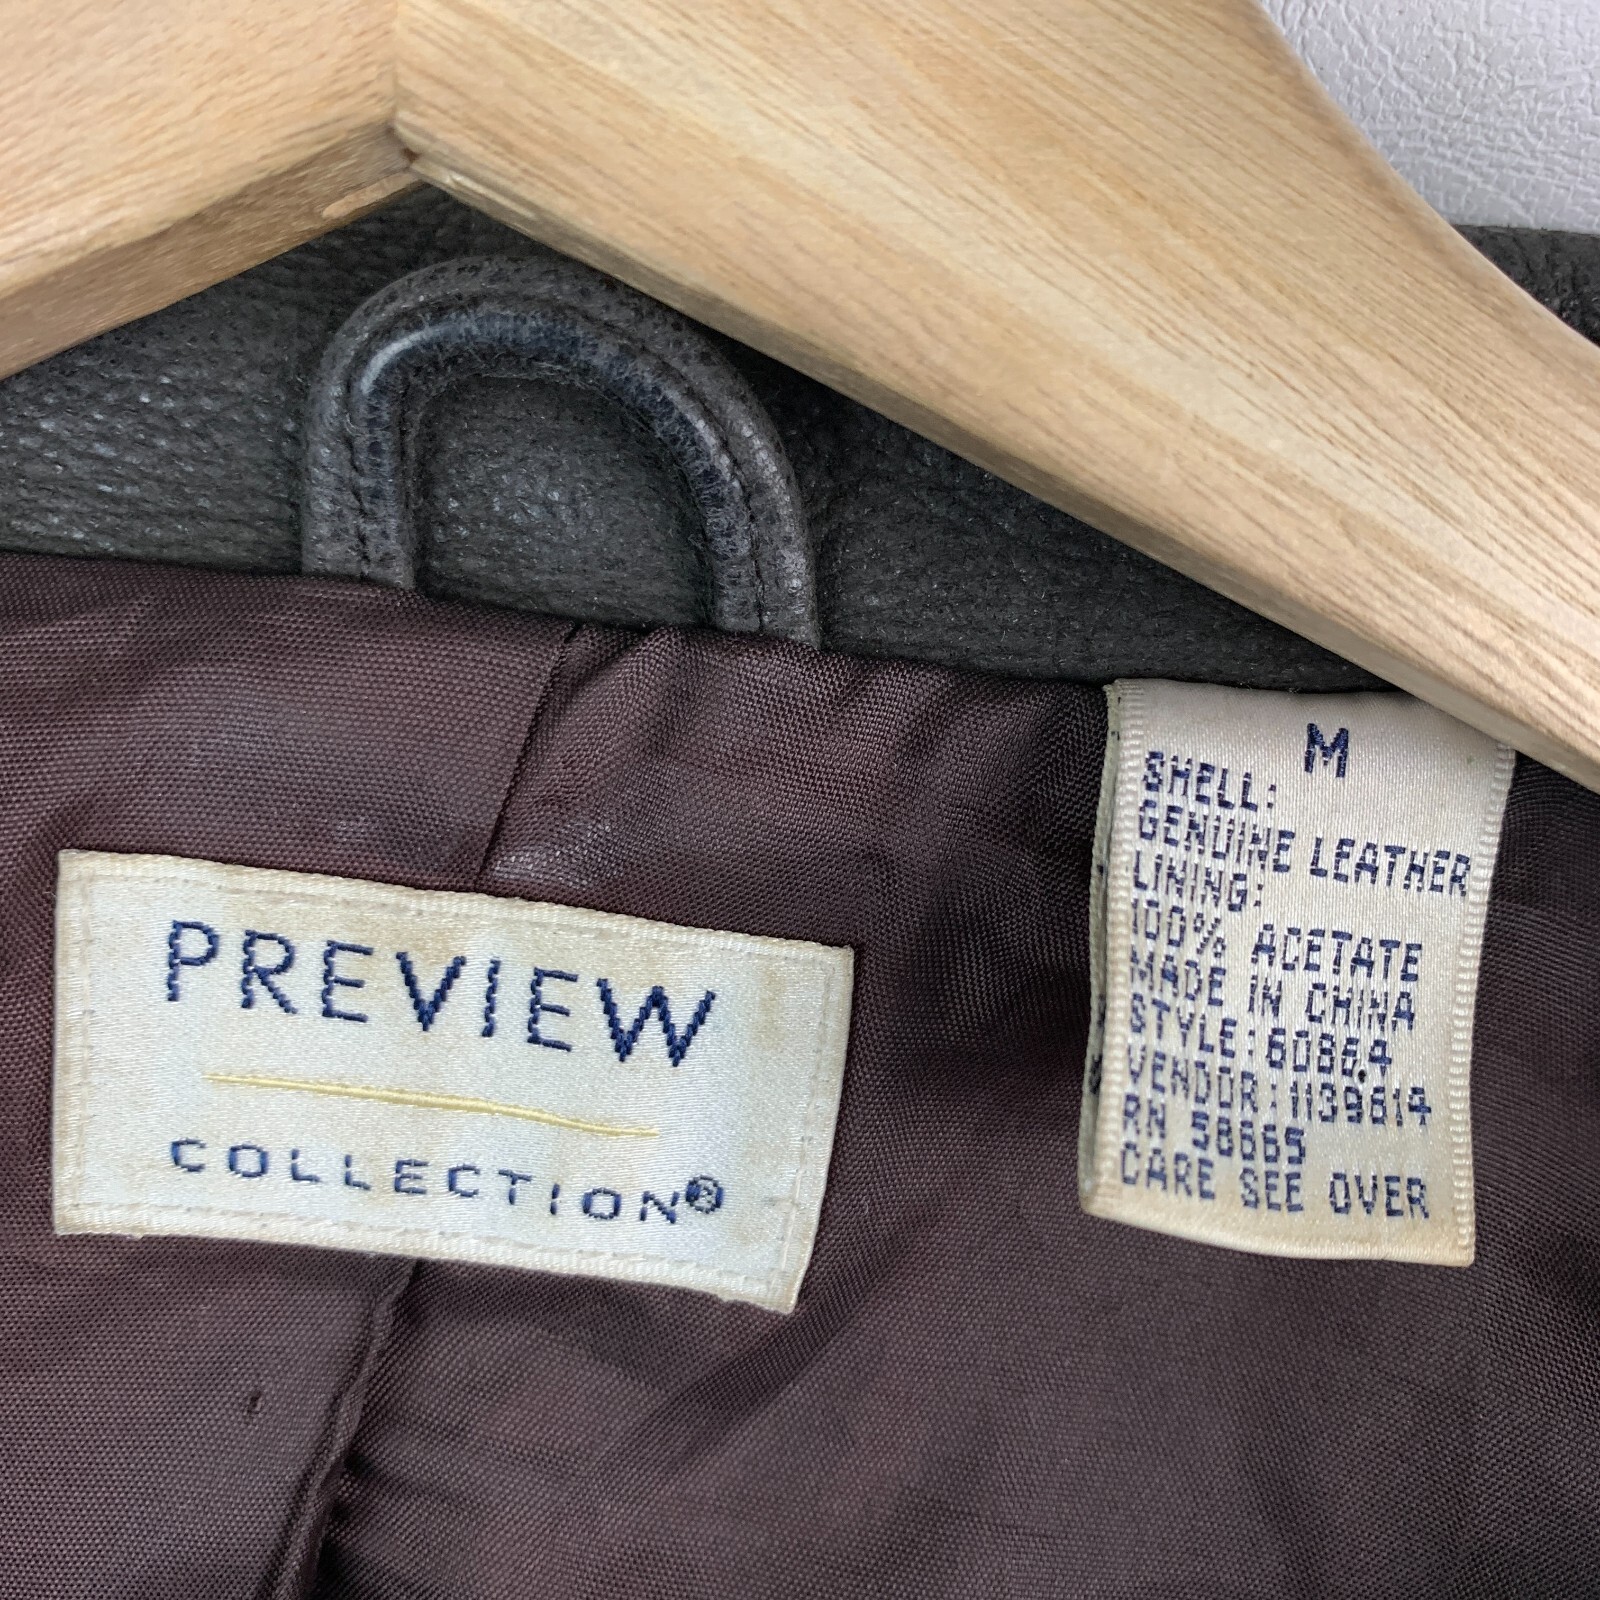 PREVIEW
COLLECTION®
M
SHELL:
GENUINE LEATHER
LINING:
100% ACETATE
MADE IN CHINA
STYLE:60864
VENDOR:1139614
RN 58665
CARE SEE OVER